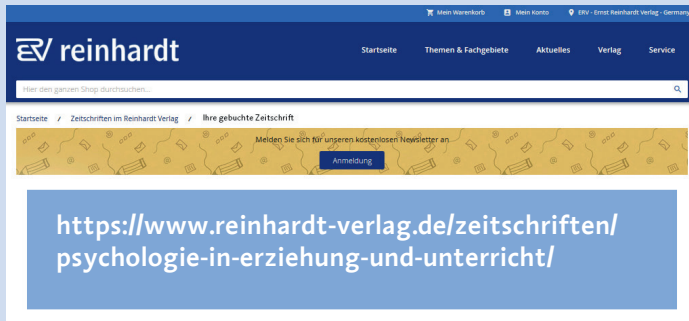 Mein Warenkorb Mein Konto ERV - Ernst Reinhardt Verlag - Germany
ERV reinhardt
Startseite Themen & Fachgebiete Aktuelles Verlag Service
Hier den ganzen Shop durchsuchen...
Startseite / Zeitschriften im Reinhardt Verlag / Ihre gebuchte Zeitschrift
Melden Sie sich für unseren kostenlosen Newsletter an
Anmeldung
https://www.reinhardt-verlag.de/zeitschriften/
psychologie-in-erziehung-und-unterricht/